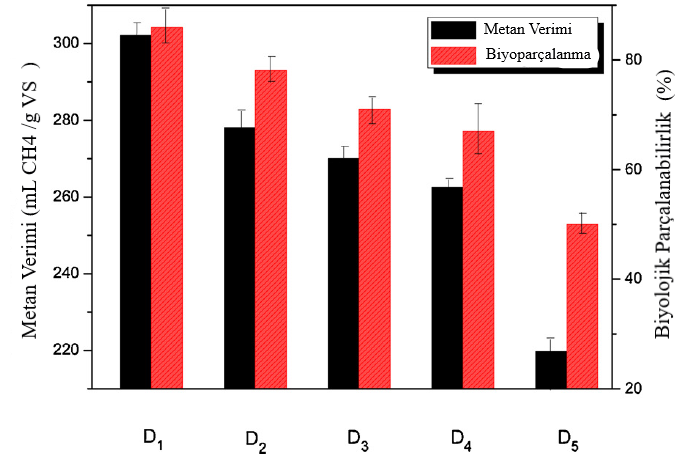 Metan Verimi
Biyoparçalanma
Metan Verimi (mL CH4 /g VS )
300
280
260
240
220
80
60
40
20
Biyolojik Parçalanabilirlik (%)
D1 D2 D3 D4 D5